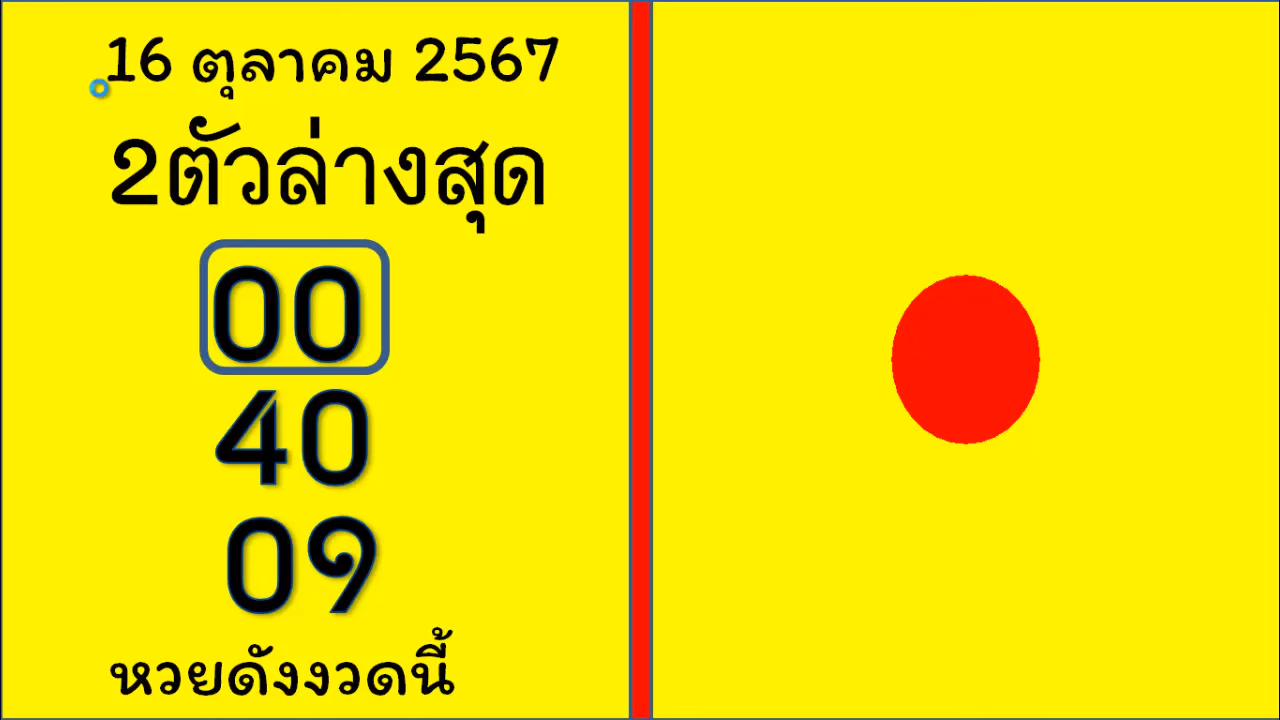 16 ตุลาคม 2567
2ตัวล่างสุด
00
40
09
หวยดังงวดนี้